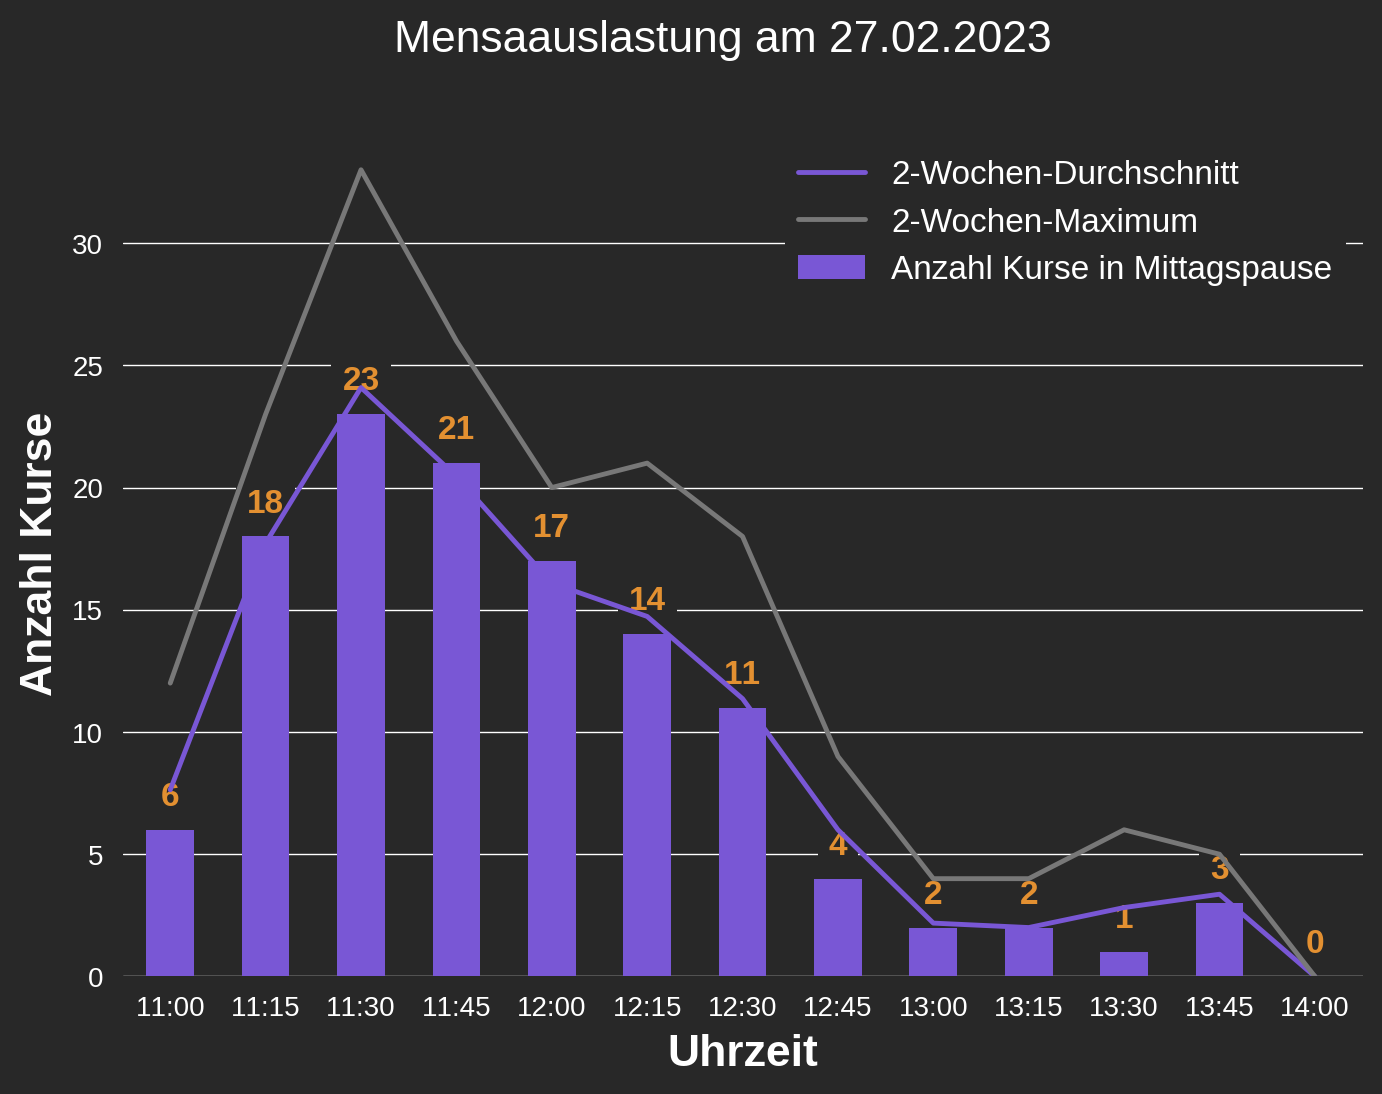 Mensaauslastung am 27.02.2023
2-Wochen-Durchschnitt
2-Wochen-Maximum
Anzahl Kurse in Mittagspause
Anzahl Kurse
30
25
20
15
10
5
0
6
18
23
21
17
14
11
4
2
2
1
3
0
11:00 11:15 11:30 11:45 12:00 12:15 12:30 12:45 13:00 13:15 13:30 13:45 14:00
Uhrzeit